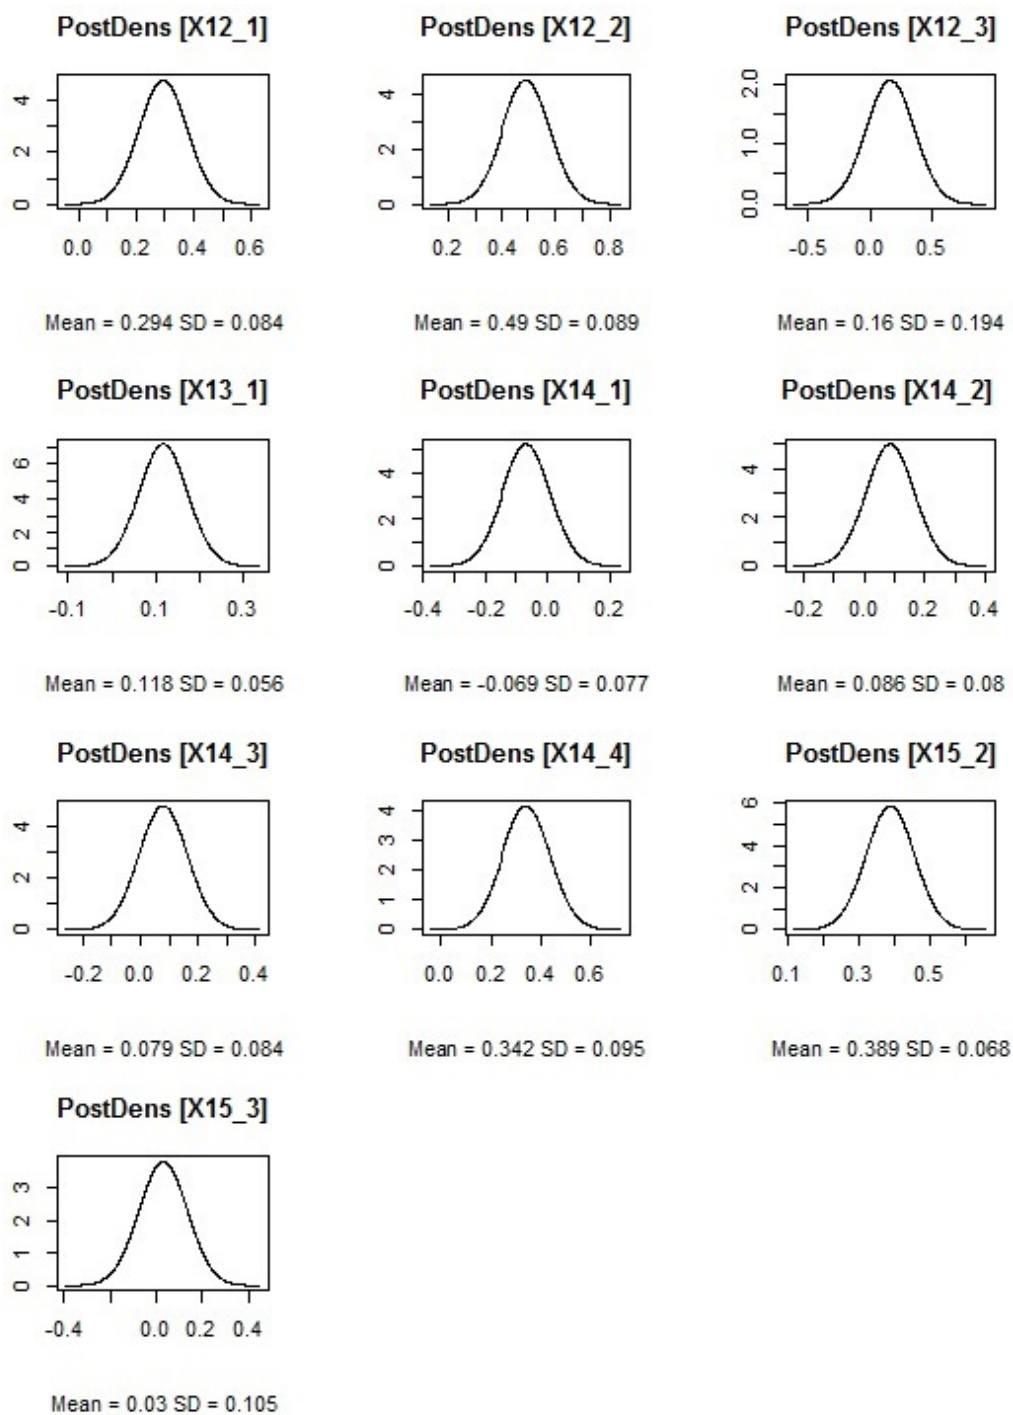 PostDens [X12_1] PostDens [X12_2] PostDens [X12_3]
4 4 2.0
2 2 1.0
0 0 0.0
0.0 0.2 0.4 0.6 0.2 0.4 0.6 0.8 -0.5 0.0 0.5
Mean = 0.294 SD = 0.084 Mean = 0.49 SD = 0.089 Mean = 0.16 SD = 0.194
PostDens [X13_1] PostDens [X14_1] PostDens [X14_2]
6 4 4
4 2 2
2 0 0
0
-0.1 0.1 0.3 -0.4 -0.2 0.0 0.2 -0.2 0.0 0.2 0.4
Mean = 0.118 SD = 0.056 Mean = -0.069 SD = 0.077 Mean = 0.086 SD = 0.08
PostDens [X14_3] PostDens [X14_4] PostDens [X15_2]
4 4 6
2 3 4
0 2 2
1 0
0
-0.2 0.0 0.2 0.4 0.0 0.2 0.4 0.6 0.1 0.3 0.5
Mean = 0.079 SD = 0.084 Mean = 0.342 SD = 0.095 Mean = 0.389 SD = 0.068
PostDens [X15_3]
3
2
1
0
-0.4 0.0 0.2 0.4
Mean = 0.03 SD = 0.105